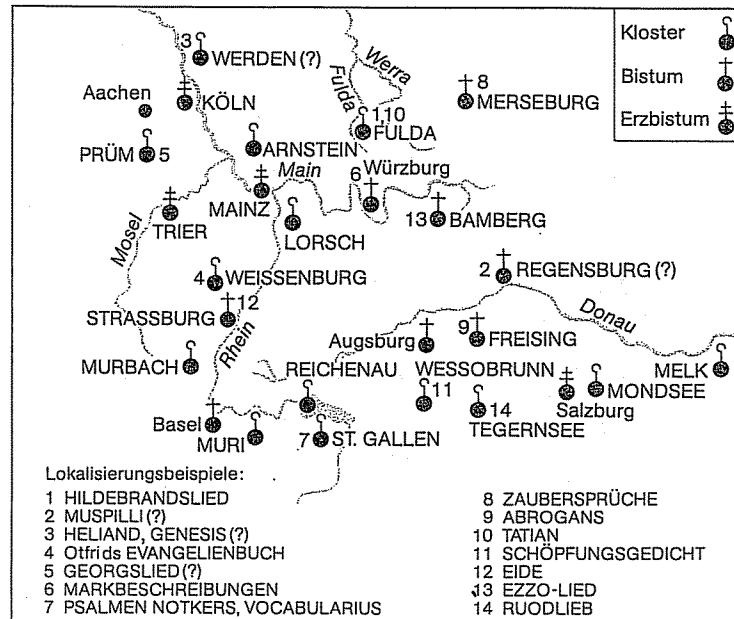 Kloster
Bistum
Erzbistum
3
WERDEN (?)
Werra
Fulda
8
MERSEBURG
Aachen
KÖLN
1,10
FULDA
PRÜM 5
ARNSTEIN
Main
Würzburg
6
MAINZ
13 BAMBERG
TRIER
LORSCH
Mosel
4 WEISSENBURG
2 REGENSBURG (?)
12
STRASSBURG
Rhein
Donau
Augsburg
9 FREISING
MURBACH
REICHENAU
WESSOBRUNN
MELK
11
MONDSEE
Salzburg
Basel
14
TEGERNSEE
MURI
7 ST. GALLEN
Lokalisierungsbeispiele:
1 HILDEBRANDSLIED
2 MUSPILLI (?)
3 HELIAND, GENESIS (?)
4 Otfrids EVANGELIENBUCH
5 GEORGSLIED (?)
6 MARKBESCHREIBUNGEN
7 PSALMEN NOTKERS, VOCABULARIUS
8 ZAUBERSPRÜCHE
9 ABROGANS
10 TATIAN
11 SCHÖPFUNGSGEDICHT
12 EIDE
13 EZZO-LIED
14 RUODLIEB